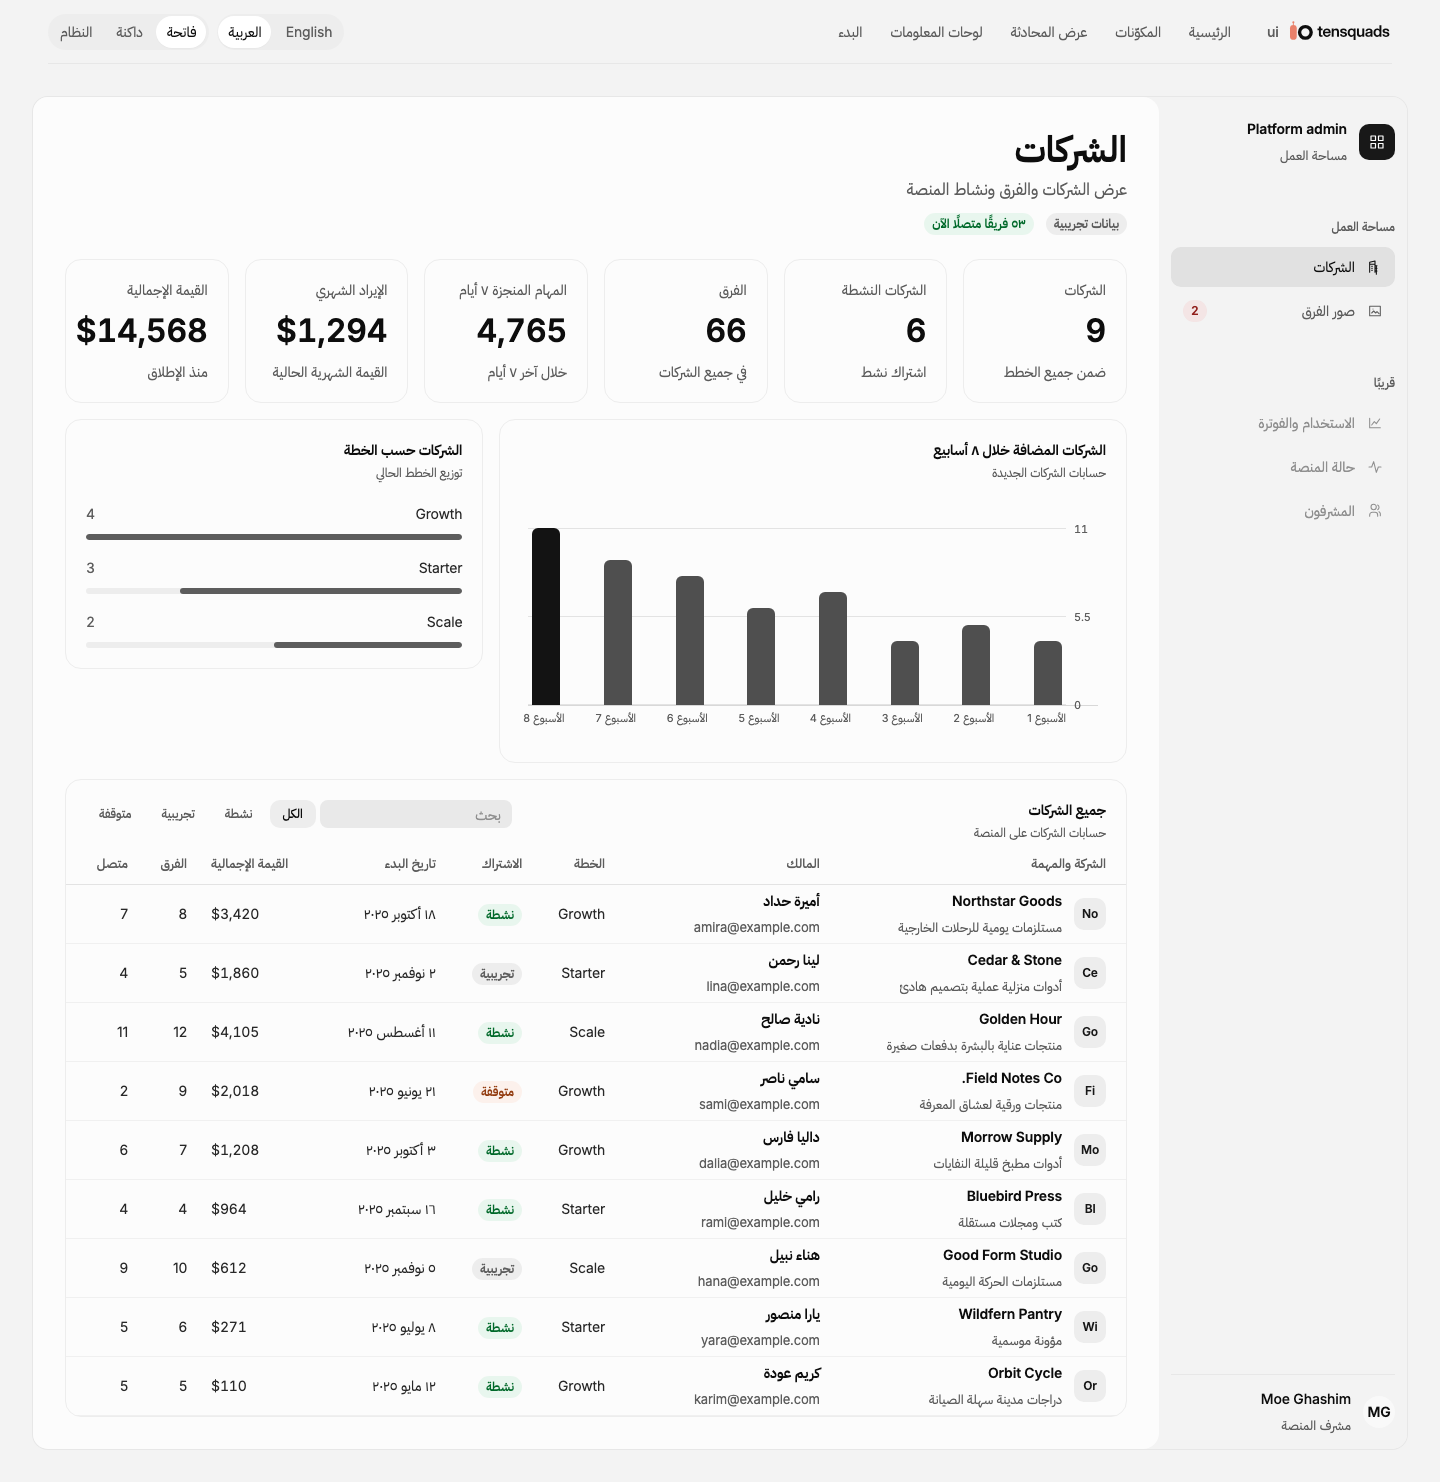 tensquads ui
الرئيسية
المكوّنات
عرض المحادثة
لوحات المعلومات
البدء
English
العربية
فاتحة
داكنة
النظام
Platform admin
مساحة العمل
مساحة العمل
الشركات
صور الفرق
2
قريبًا
الاستخدام والفوترة
حالة المنصة
المشرفون
MG
Moe Ghashim
مشرف المنصة
الشركات
عرض الشركات والفرق ونشاط المنصة
بيانات تجريبية
٥٣ فريقًا متصلًا الآن
الشركات
9
ضمن جميع الخطط
الشركات النشطة
6
اشتراك نشط
الفرق
66
في جميع الشركات
المهام المنجزة ٧ أيام
4,765
خلال آخر ٧ أيام
الإيراد الشهري
$1,294
القيمة الشهرية الحالية
القيمة الإجمالية
$14,568
منذ الإطلاق
الشركات المضافة خلال ٨ أسابيع
حسابات الشركات الجديدة
11
5.5
0
الأسبوع 1
الأسبوع 2
الأسبوع 3
الأسبوع 4
الأسبوع 5
الأسبوع 6
الأسبوع 7
الأسبوع 8
الشركات حسب الخطة
توزيع الخطط الحالي
Growth 4
Starter 3
Scale 2
جميع الشركات
حسابات الشركات على المنصة
بحث
الكل
نشطة
تجريبية
متوقفة
الشركة والمهمة المالك الخطة الاشتراك تاريخ البدء القيمة الإجمالية الفرق متصل
No Northstar Goods أميرة حداد Growth نشطة ١٨ أكتوبر ٢٠٢٥ $3,420 8 7
مستلزمات يومية للرحلات الخارجية amira@example.com
Ce Cedar & Stone لينا رحمن Starter تجريبية ٢ نوفمبر ٢٠٢٥ $1,860 5 4
أدوات منزلية عملية بتصميم هادئ lina@example.com
Go Golden Hour نادية صالح Scale نشطة ١١ أغسطس ٢٠٢٥ $4,105 12 11
منتجات عناية بالبشرة بدفعات صغيرة nadia@example.com
Fi .Field Notes Co سامي ناصر Growth متوقفة ٢١ يونيو ٢٠٢٥ $2,018 9 2
منتجات ورقية لعشاق المعرفة sami@example.com
Mo Morrow Supply داليا فارس Growth نشطة ٣ أكتوبر ٢٠٢٥ $1,208 7 6
أدوات مطبخ قليلة النفايات dalia@example.com
Bl Bluebird Press رامي خليل Starter نشطة ١٦ سبتمبر ٢٠٢٥ $964 4 4
كتب ومجلات مستقلة rami@example.com
Go Good Form Studio هناء نبيل Scale تجريبية ٥ نوفمبر ٢٠٢٥ $612 10 9
مستلزمات الحركة اليومية hana@example.com
Wi Wildfern Pantry يارا منصور Starter نشطة ٨ يوليو ٢٠٢٥ $271 6 5
مؤونة موسمية yara@example.com
Or Orbit Cycle كريم عودة Growth نشطة ١٢ مايو ٢٠٢٥ $110 5 5
دراجات مدينة سهلة الصيانة karim@example.com